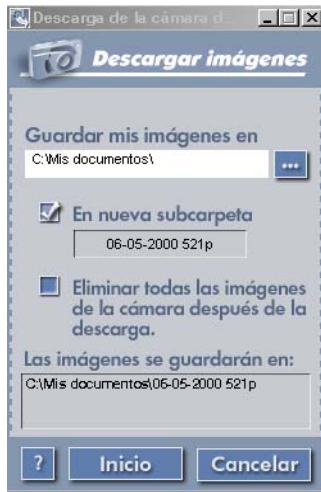 Descarga de la cámara d...
Descargar imágenes
Guardar mis imágenes en
C:\Mis documentos\
...
En nueva subcarpeta
06-05-2000 521p
Eliminar todas las imágenes
de la cámara después de la
descarga.
Las imágenes se guardarán en:
C:\Mis documentos\06-05-2000 521p
?
Inicio
Cancelar